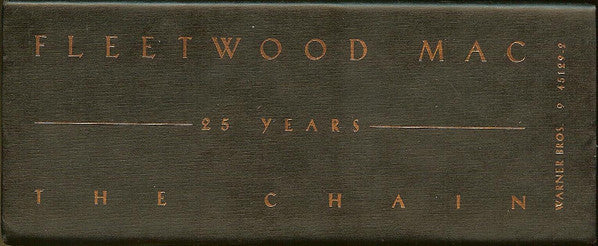 FLEETWOOD MAC
25 YEARS
THE CHAIN
WARNER BROS. 9 45129-2